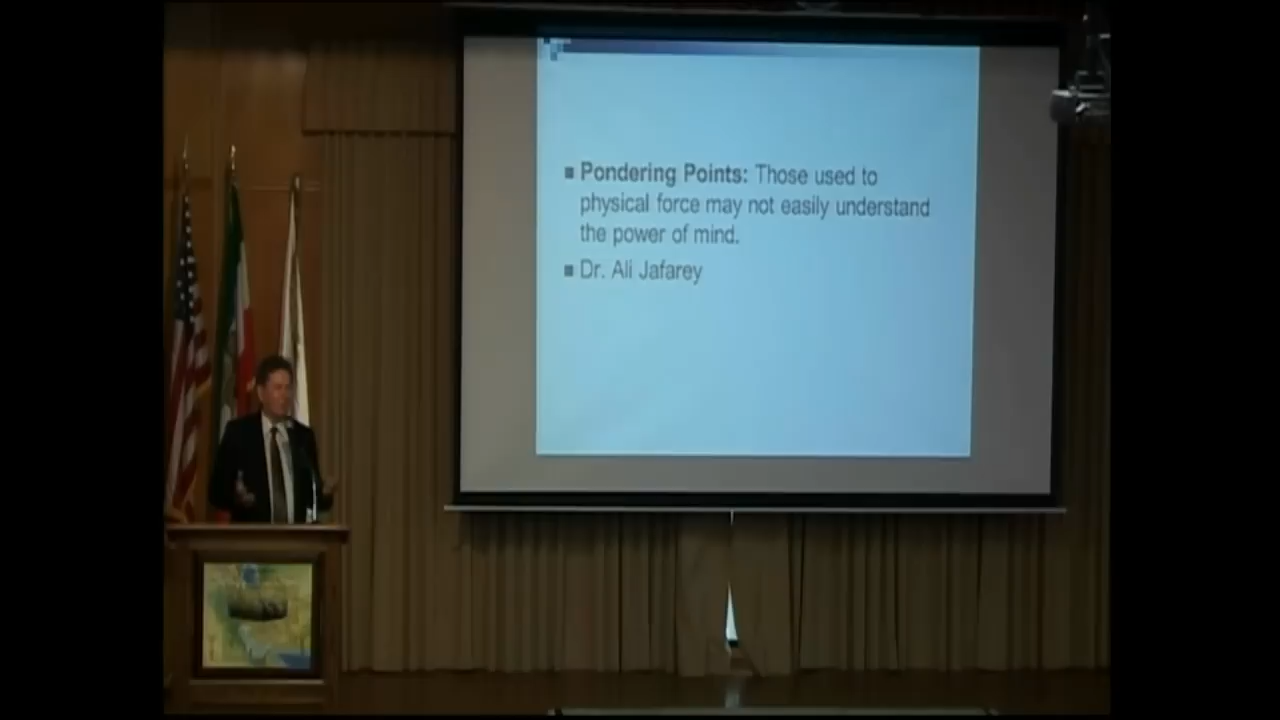 Pondering Points: Those used to
physical force may not easily understand
the power of mind.
Dr. Ali Jafarey